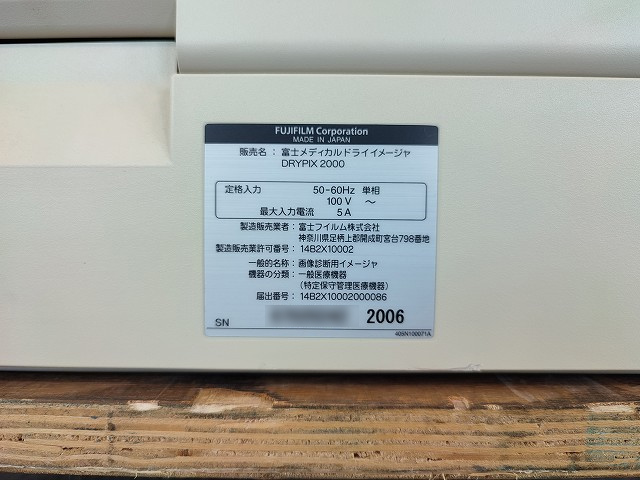 FUJIFILM Corporation
MADE IN JAPAN
販売名： 富士メディカルドライイメージャ
DRYPIX 2000
定格入力 50-60Hz 単相
100 V ～
最大入力電流 5 A
製造販売業者： 富士フイルム株式会社
神奈川県足柄上郡開成町宮台798番地
製造販売業許可番号： 14B2X10002
一般的名称： 画像診断用イメージャ
機器の分類： 一般医療機器
（特定保守管理医療機器）
届出番号： 14B2X10002000086
SN 2006
405N100071A